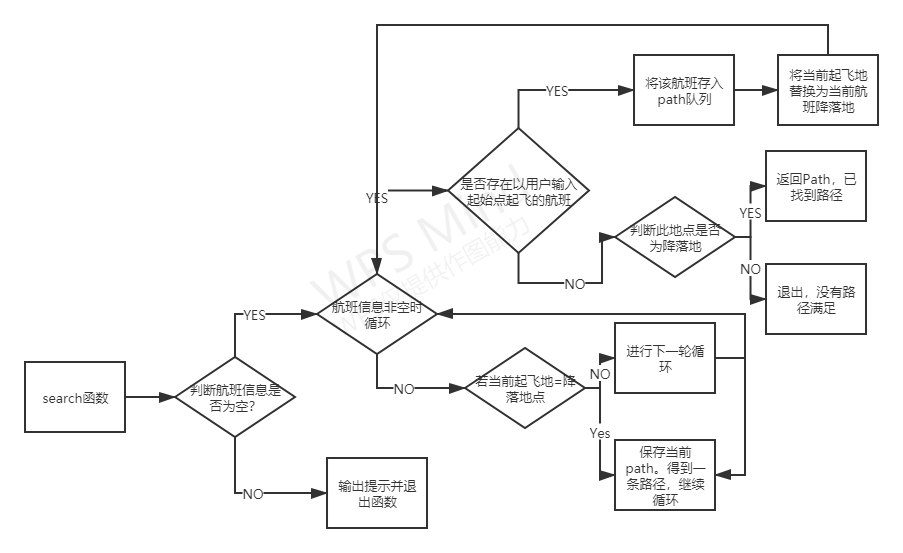 将该航班存入
path队列
将当前起飞地
替换为当前航
班降落地
YES
是否存在以用户输入
起始点起飞的航班
YES
NO
判断此地点是否
为降落地
YES
返回Path，已
找到路径
NO
退出，没有路
径满足
航班信息非空时
循环
YES
NO
若当前起飞地=降
落地点
NO
进行下一轮循
环
Yes
保存当前
path。得到一
条路径，继续
循环
search函数
判断航班信息是
否为空?
NO
输出提示并退
出函数
WPS Mind